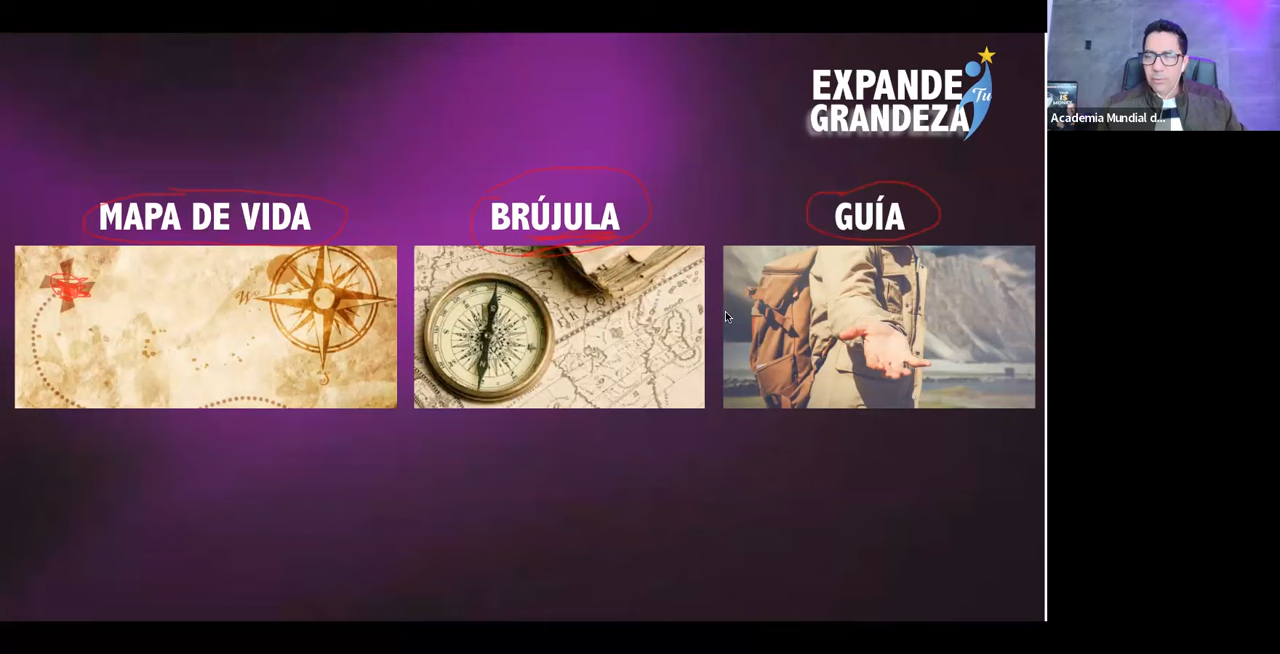 EXPANDE
Tu
GRANDEZA
MAPA DE VIDA
BRÚJULA
GUÍA
W
S
Academia Mundial d...